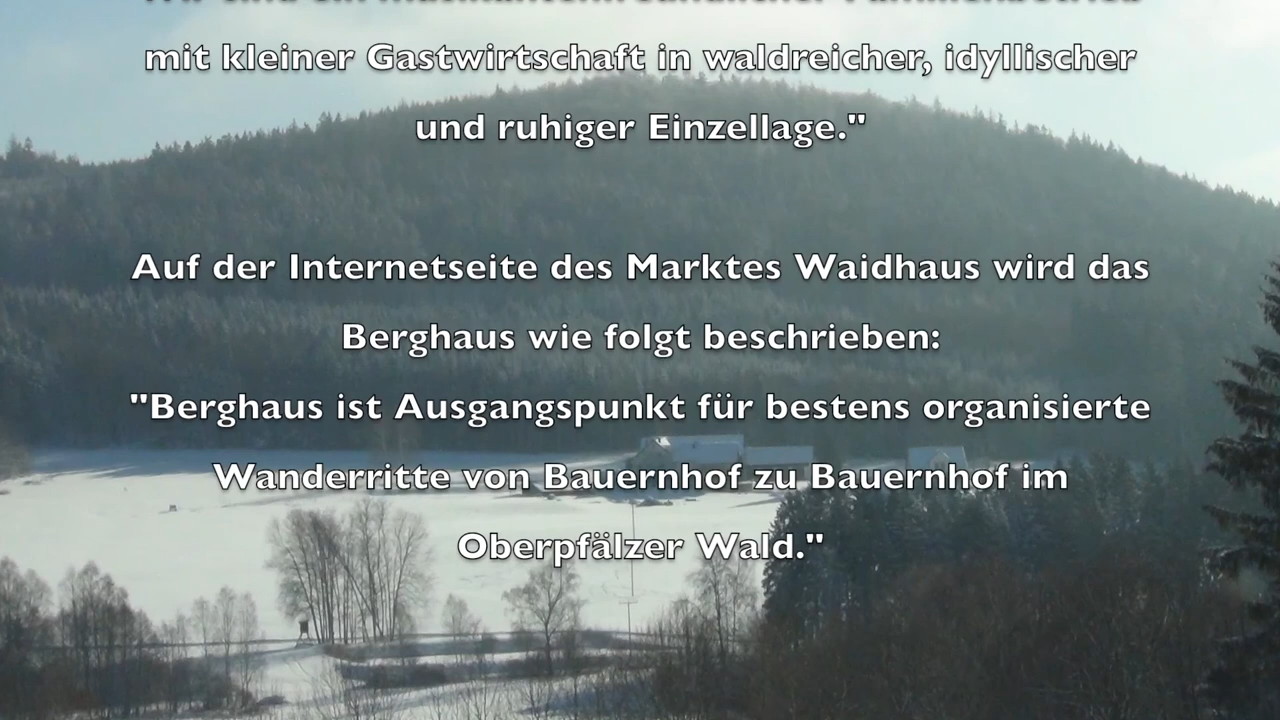 mit kleiner Gastwirtschaft in waldreicher, idyllischer
und ruhiger Einzellage."
Auf der Internetseite des Marktes Waidhaus wird das
Berghaus wie folgt beschrieben:
"Berghaus ist Ausgangspunkt für bestens organisierte
Wanderritte von Bauernhof zu Bauernhof im
Oberpfälzer Wald."